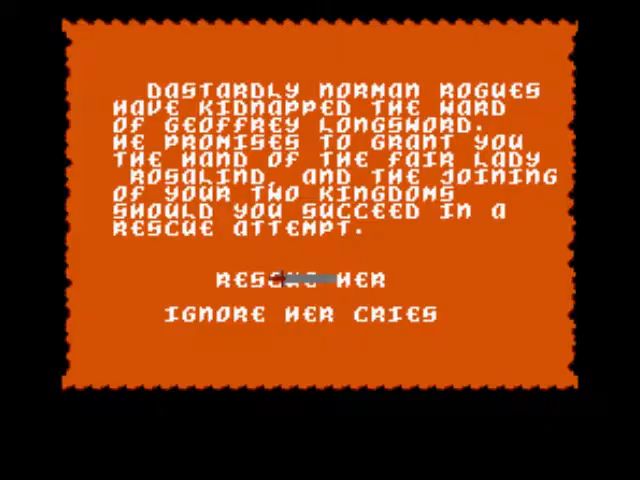 DASTARDLY NORMAN ROGUES
HAVE KIDNAPPED THE WARD
OF GEOFFREY LONGSWORD.
HE PROMISES TO GRANT YOU
THE HAND OF THE FAIR LADY
ROSALIND, AND THE JOINING
OF YOUR TWO KINGDOMS
SHOULD YOU SUCCEED IN A
RESCUE ATTEMPT.
RESCUE HER
IGNORE HER CRIES